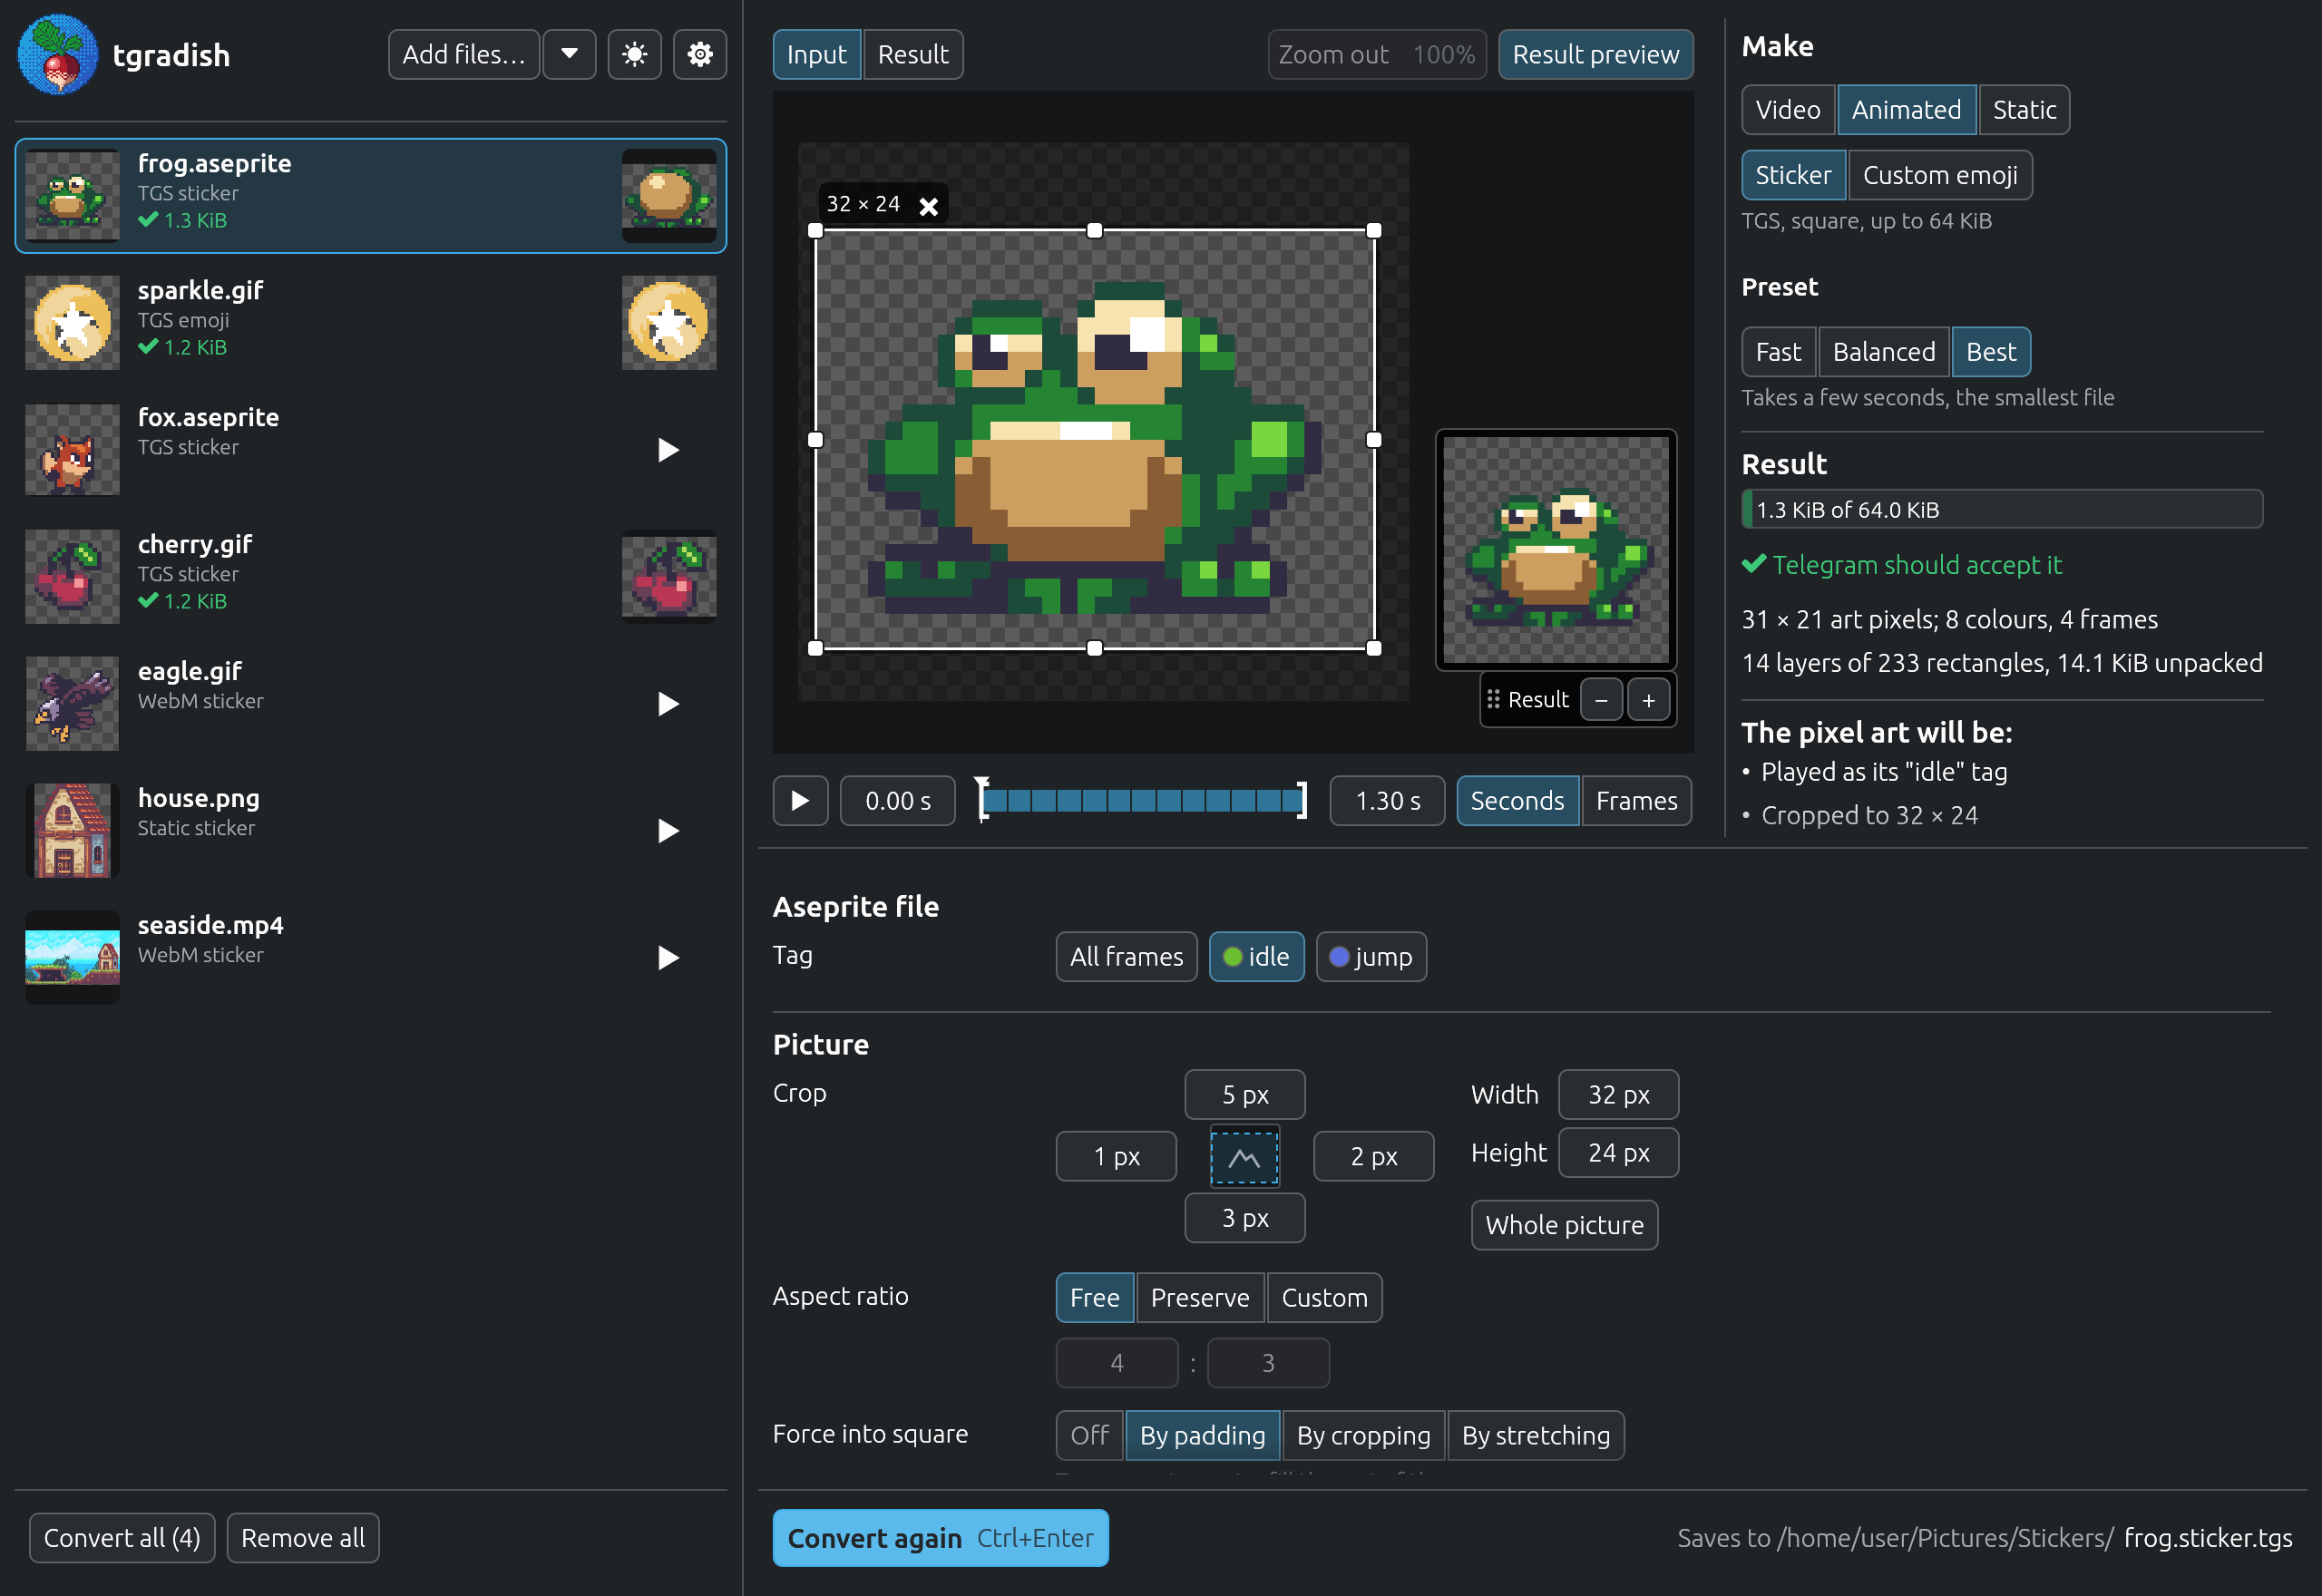 tgradish
Add files...
frog.aseprite
TGS sticker
1.3 KiB
sparkle.gif
TGS emoji
1.2 KiB
fox.aseprite
TGS sticker
cherry.gif
TGS sticker
1.2 KiB
eagle.gif
WebM sticker
house.png
Static sticker
seaside.mp4
WebM sticker
Convert all (4) Remove all
Input Result
Zoom out 100% Result preview
32 × 24
Result − +
0.00 s 1.30 s Seconds Frames
Make
Video Animated Static
Sticker Custom emoji
TGS, square, up to 64 KiB
Preset
Fast Balanced Best
Takes a few seconds, the smallest file
Result
1.3 KiB of 64.0 KiB
Telegram should accept it
31 × 21 art pixels; 8 colours, 4 frames
14 layers of 233 rectangles, 14.1 KiB unpacked
The pixel art will be:
• Played as its "idle" tag
• Cropped to 32 × 24
Aseprite file
Tag All frames idle jump
Picture
Crop 5 px Width 32 px
1 px 2 px Height 24 px
3 px Whole picture
Aspect ratio Free Preserve Custom
4 : 3
Force into square Off By padding By cropping By stretching
Convert again Ctrl+Enter
Saves to /home/user/Pictures/Stickers/ frog.sticker.tgs